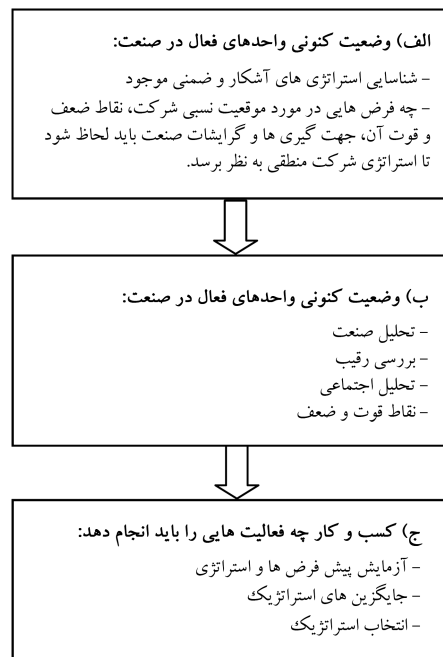 الف) وضعیت کنونی واحدهای فعال در صنعت:
- شناسایی استراتژی های آشکار و ضمنی موجود
- چه فرض هایی در مورد موقعیت نسبی شرکت، نقاط ضعف
و قوت آن، جهت گیری ها و گرایشات صنعت باید لحاظ شود
تا استراتژی شرکت منطقی به نظر برسد.
ب) وضعیت کنونی واحدهای فعال در صنعت:
- تحلیل صنعت
- بررسی رقیب
- تحلیل اجتماعی
- نقاط قوت و ضعف
ج) کسب و کار چه فعالیت هایی را باید انجام دهد:
- آزمایش پیش فرض ها و استراتژی
- جایگزین های استراتژیک
- انتخاب استراتژیک